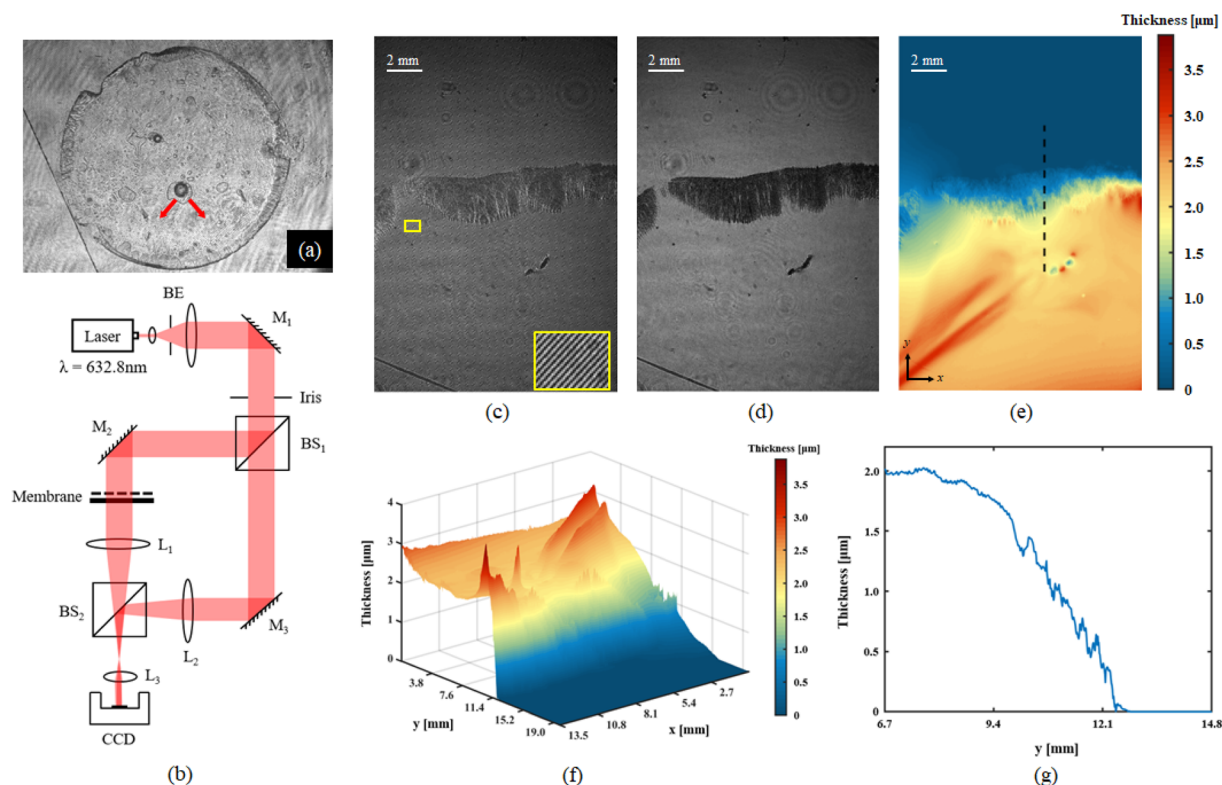 (a)
BE
M1
Laser
λ = 632.8nm
Iris
M2
BS1
Membrane
L1
BS2
L2
M3
L3
CCD
(b)
2 mm
(c)
2 mm
(d)
Thickness [μm]
2 mm
3.5
3.0
2.5
2.0
1.5
1.0
0.5
0
y
x
(e)
Thickness [μm]
4
3
2
1
0
Thickness [μm]
3.8
7.6
11.4
15.2
19.0
y [mm]
13.5
10.8
8.1
5.4
2.7
x [mm]
3.5
3.0
2.5
2.0
1.5
1.0
0.5
0
(f)
Thickness [μm]
2.0
1.5
1.0
0.5
0
6.7 9.4 12.1 14.8
y [mm]
(g)